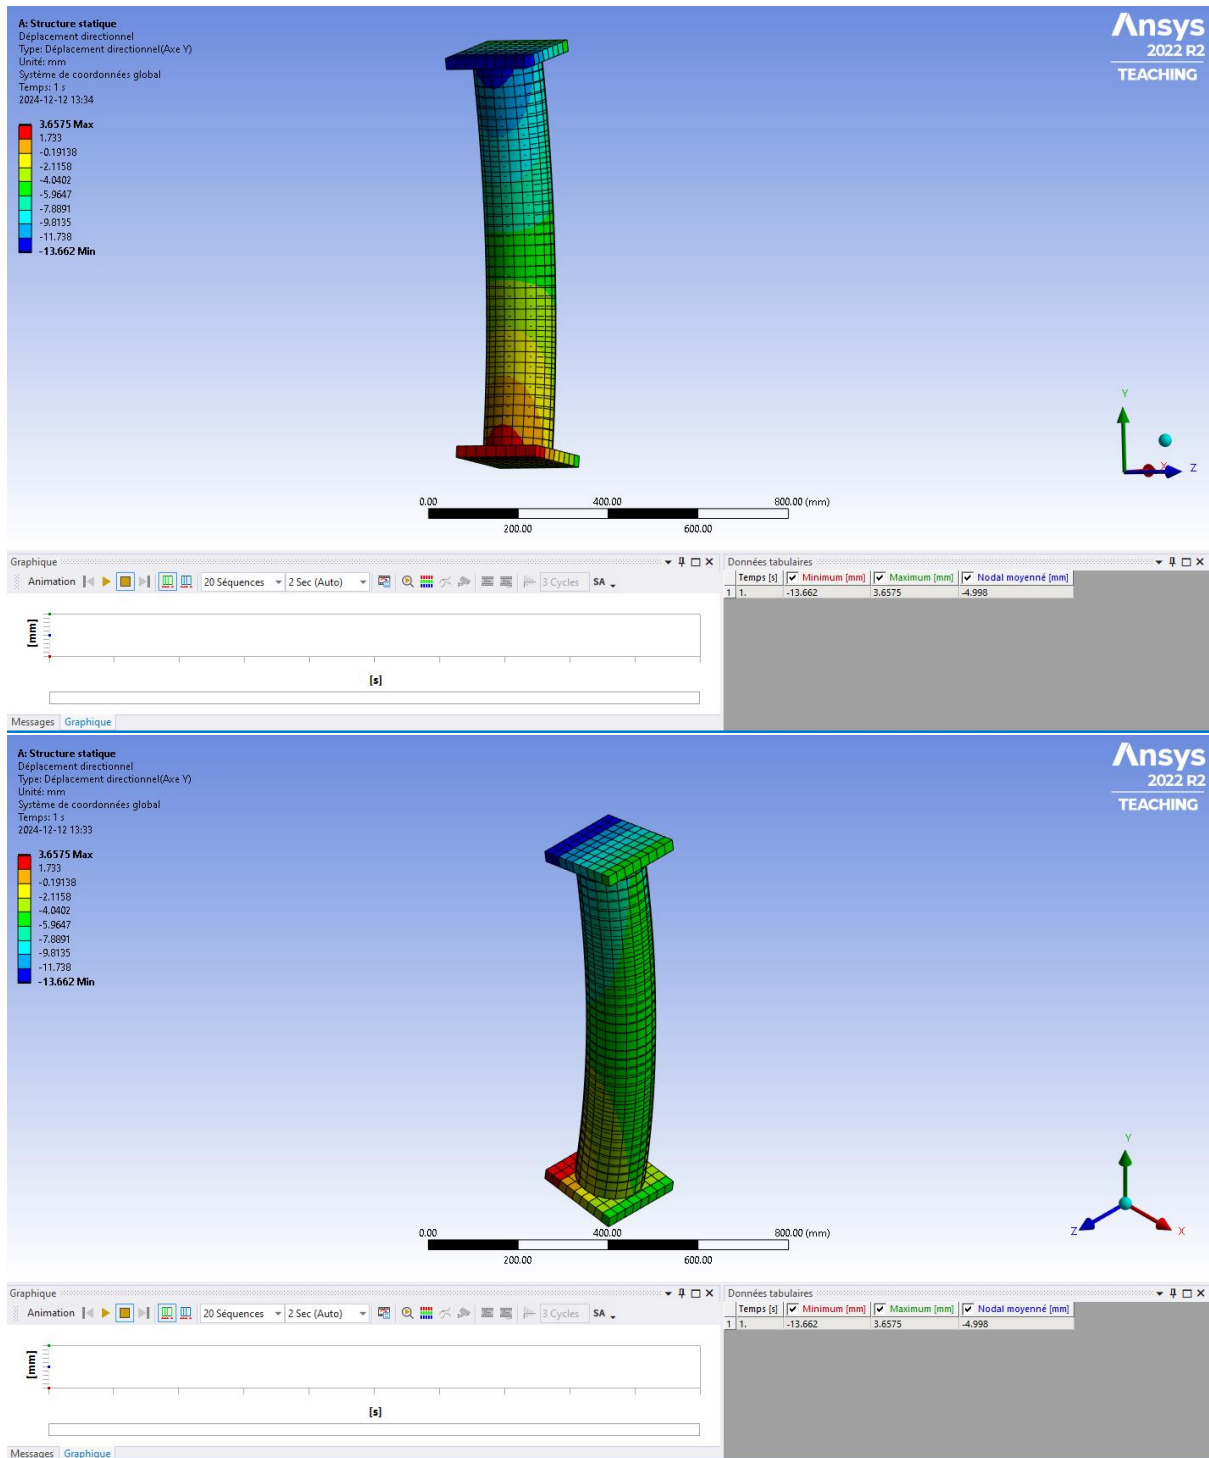 A: Structure statique
Déplacement directionnel
Type: Déplacement directionnel(Axe Y)
Unité: mm
Système de coordonnées global
Temps: 1 s
2024-12-12 13:34
3.6575 Max
1.733
-0.19138
-2.1158
-4.0402
-5.9647
-7.8891
-9.8135
-11.738
-13.662 Min
Ansys
2022 R2
TEACHING
Y
X
Z
0.00 400.00 800.00 (mm)
200.00 600.00
Graphique
Animation 20 Séquences 2 Sec (Auto) 3 Cycles SA
[mm]
[s]
Messages Graphique
Données tabulaires
Temps [s] Minimum [mm] Maximum [mm] Nodal moyenné [mm]
1 1. -13.662 3.6575 -4.998
A: Structure statique
Déplacement directionnel
Type: Déplacement directionnel(Axe Y)
Unité: mm
Système de coordonnées global
Temps: 1 s
2024-12-12 13:33
3.6575 Max
1.733
-0.19138
-2.1158
-4.0402
-5.9647
-7.8891
-9.8135
-11.738
-13.662 Min
Ansys
2022 R2
TEACHING
Y
Z X
0.00 400.00 800.00 (mm)
200.00 600.00
Graphique
Animation 20 Séquences 2 Sec (Auto) 3 Cycles SA
[mm]
[s]
Messages Graphique
Données tabulaires
Temps [s] Minimum [mm] Maximum [mm] Nodal moyenné [mm]
1 1. -13.662 3.6575 -4.998